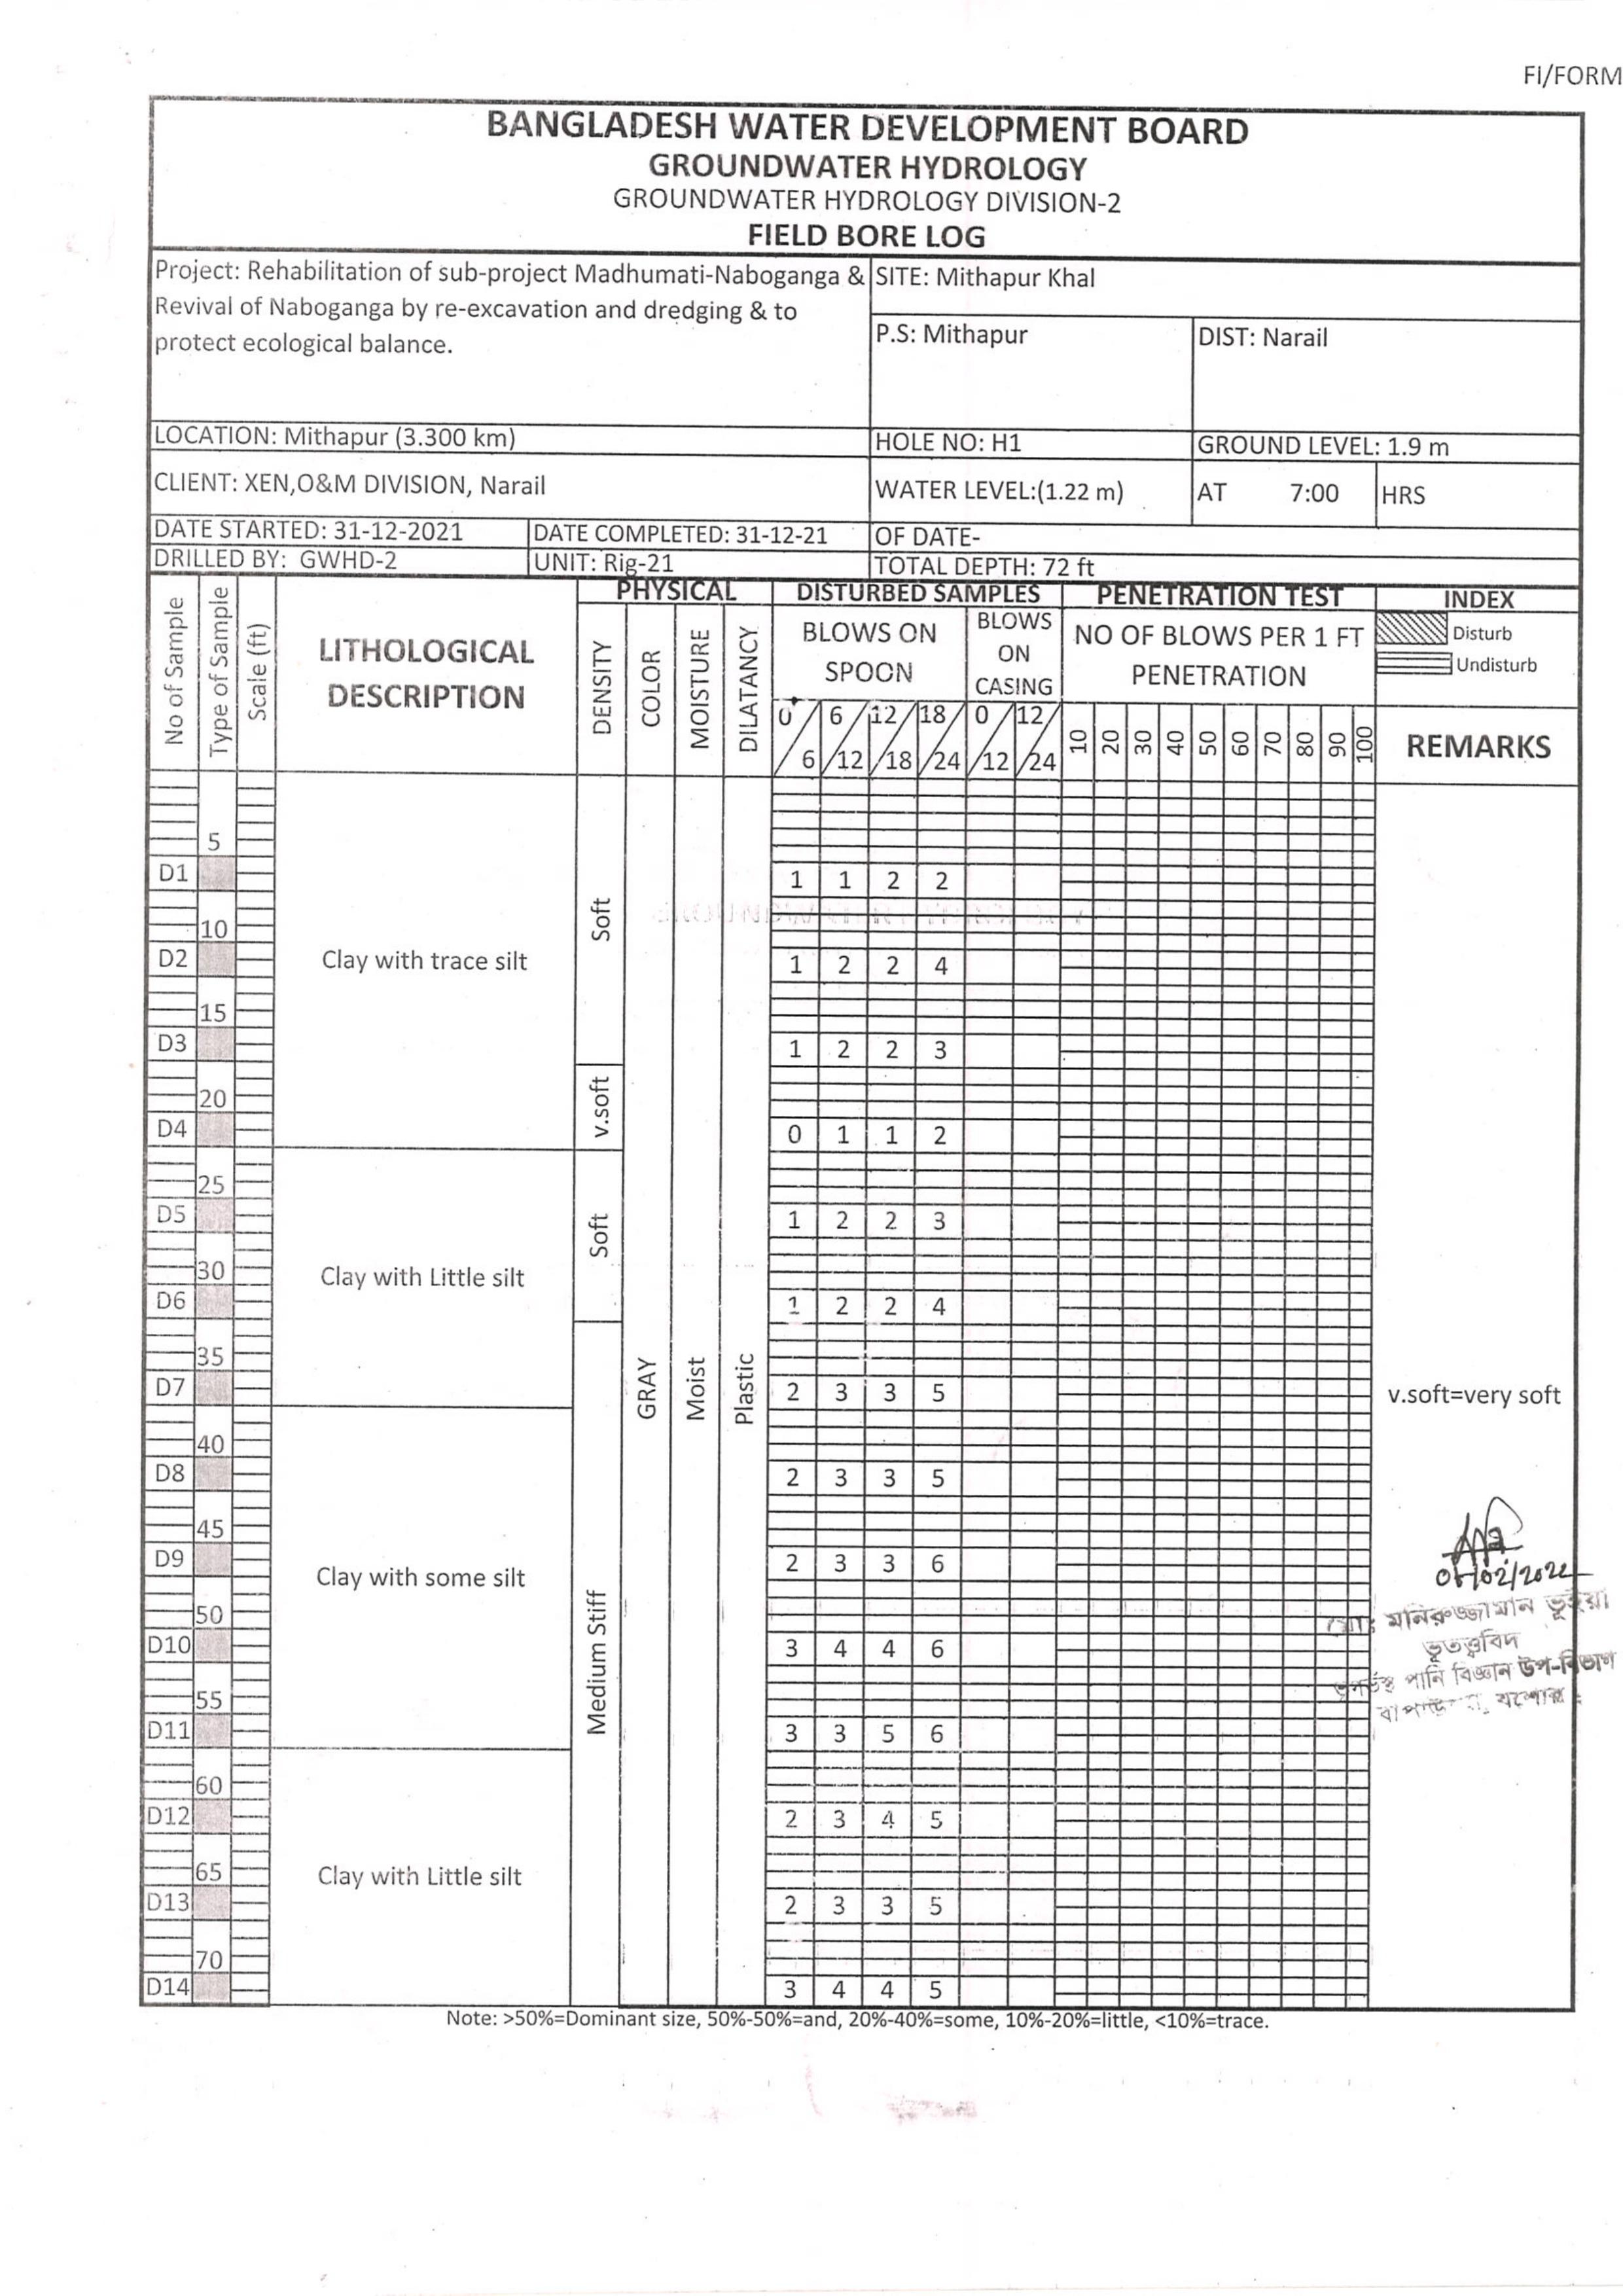 FI/FORM
BANGLADESH WATER DEVELOPMENT BOARD
GROUNDWATER HYDROLOGY
GROUNDWATER HYDROLOGY DIVISION-2
FIELD BORE LOG
Project: Rehabilitation of sub-project Madhumati-Naboganga &
Revival of Naboganga by re-excavation and dredging & to
protect ecological balance.
SITE: Mithapur Khal
P.S: Mithapur
DIST: Narail
LOCATION: Mithapur (3.300 km)
HOLE NO: H1
GROUND LEVEL: 1.9 m
CLIENT: XEN,O&M DIVISION, Narail
WATER LEVEL:(1.22 m)
AT 7:00 HRS
DATE STARTED: 31-12-2021
DATE COMPLETED: 31-12-21
OF DATE-
DRILLED BY: GWHD-2
UNIT: Rig-21
TOTAL DEPTH: 72 ft
No of Sample
Type of Sample
Scale (ft)
LITHOLOGICAL
DESCRIPTION
PHYSICAL
DENSITY
COLOR
MOISTURE
DILATANCY
DISTURBED SAMPLES
BLOWS ON
SPOON
BLOWS
ON
CASING
0/6 6/12 12/18 18/24 0/12 12/24
PENETRATION TEST
NO OF BLOWS PER 1 FT
PENETRATION
10 20 30 40 50 60 70 80 90 100
INDEX
Disturb
Undisturb
REMARKS
5
D1 1 1 2 2
Soft
10
D2 Clay with trace silt 1 2 2 4
15
D3 1 2 2 3
v.soft
20
D4 0 1 1 2
25
D5 1 2 2 3
Soft
30
Clay with Little silt
D6 1 2 2 4
35
D7 2 3 3 5
GRAY
Moist
Plastic
v.soft=very soft
40
D8 2 3 3 5
45
D9 2 3 3 6
Clay with some silt
50
D10 3 4 4 6
Medium Stiff
55
D11 3 3 5 6
60
D12 2 3 4 5
65
Clay with Little silt
D13 2 3 3 5
70
D14 3 4 4 5
/02/2022
মোঃ মনিরুজ্জামান ভূইয়া
ভূতত্ত্ববিদ
ভূগর্ভস্থ পানি বিজ্ঞান উপ-বিভাগ
যশোর।
Note: >50%=Dominant size, 50%-50%=and, 20%-40%=some, 10%-20%=little, <10%=trace.